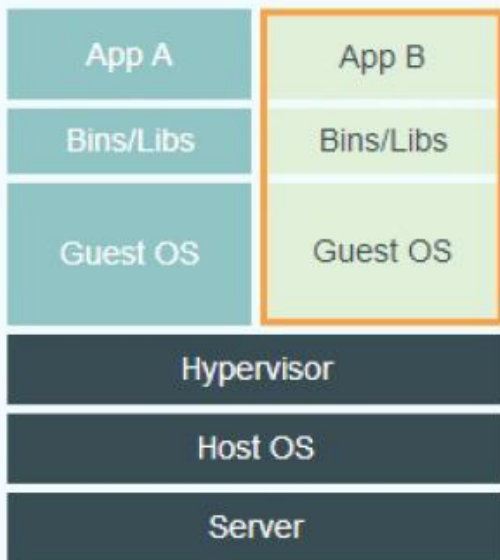 App A
App B
Bins/Libs
Bins/Libs
Guest OS
Guest OS
Hypervisor
Host OS
Server